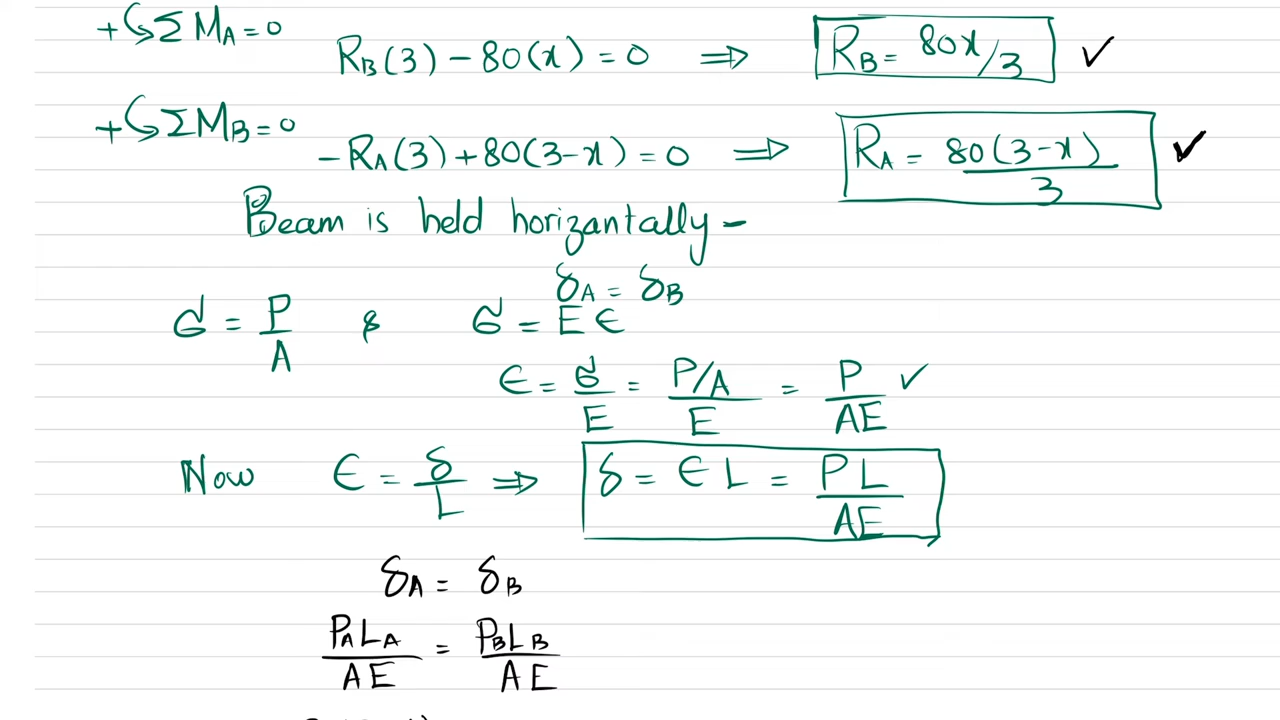 +↺ ΣM_A = 0
R_B(3) - 80(x) = 0 ⇒ R_B = 80x/3 ✓
+↺ ΣM_B = 0
-R_A(3) + 80(3-x) = 0 ⇒ R_A = 80(3-x)/3 ✓
Beam is held horizantally -
δ_A = δ_B
σ = P/A & σ = E ϵ
ϵ = σ/E = P/A/E = P/AE ✓
Now ϵ = δ/L ⇒ δ = ϵ L = PL/AE
δ_A = δ_B
P_A L_A/AE = P_B L_B/AE